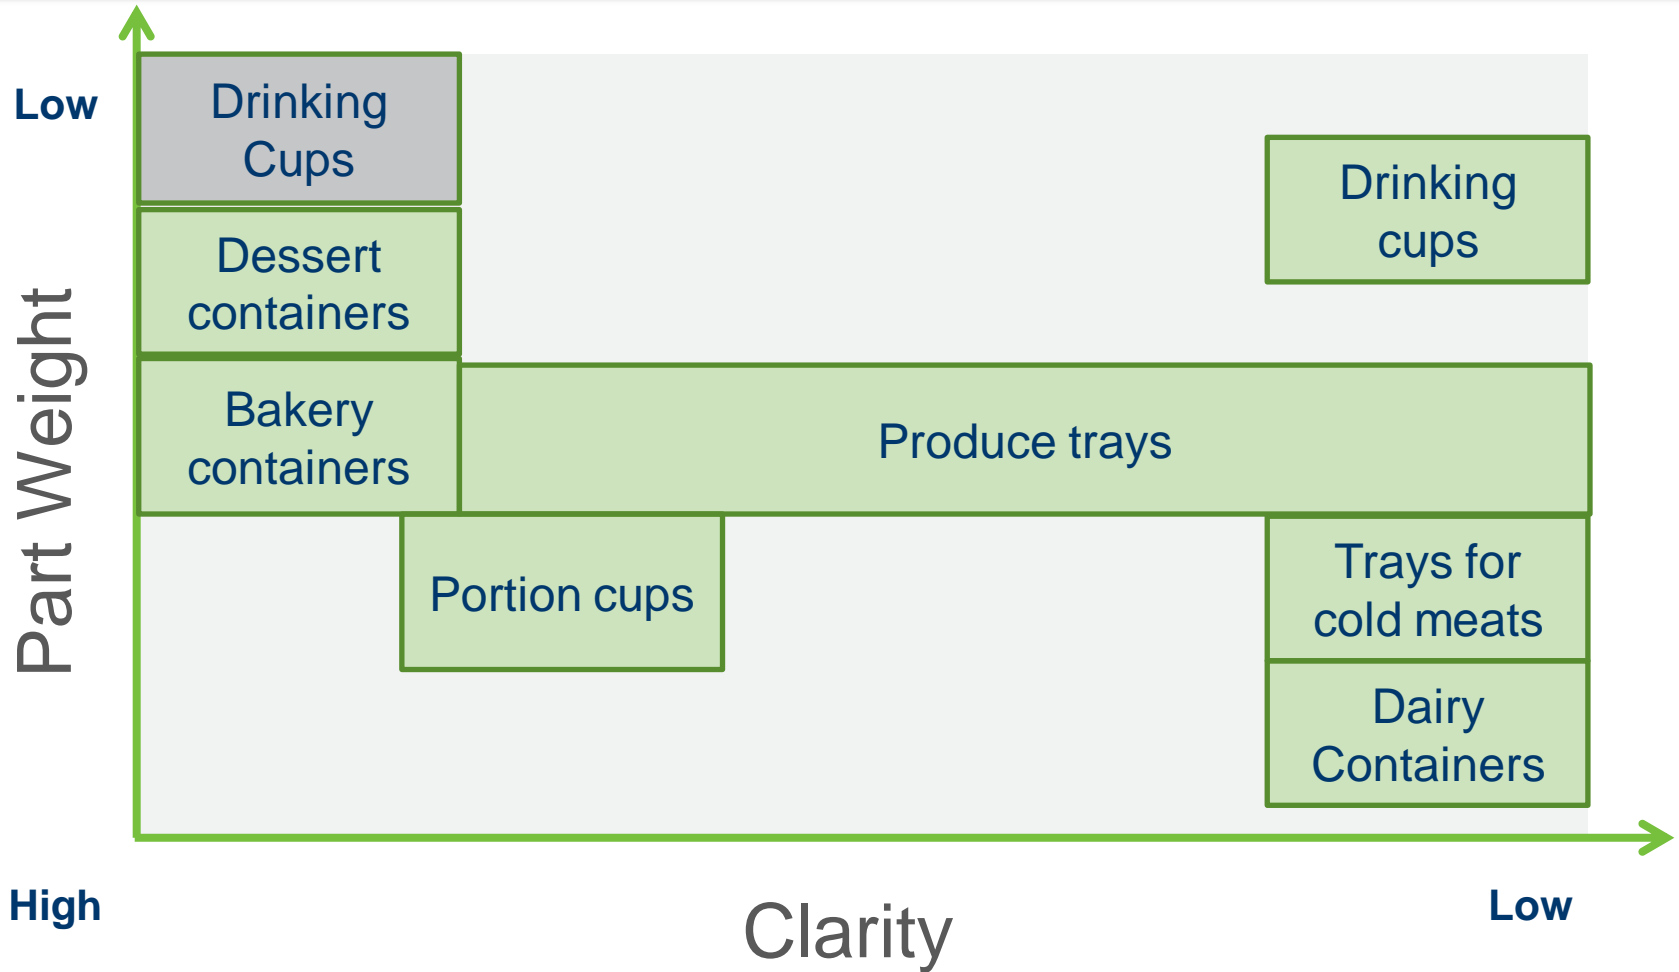 Low
Drinking
Cups
Drinking
cups
Dessert
containers
Part Weight
Bakery
containers
Produce trays
Portion cups
Trays for
cold meats
Dairy
Containers
High
Low
Clarity